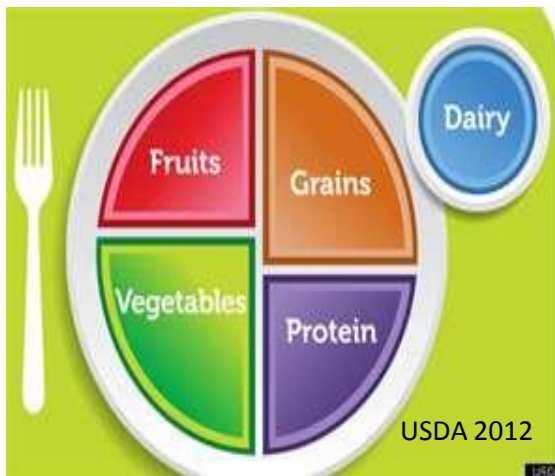 Fruits
Grains
Dairy
Vegetables
Protein
USDA 2012